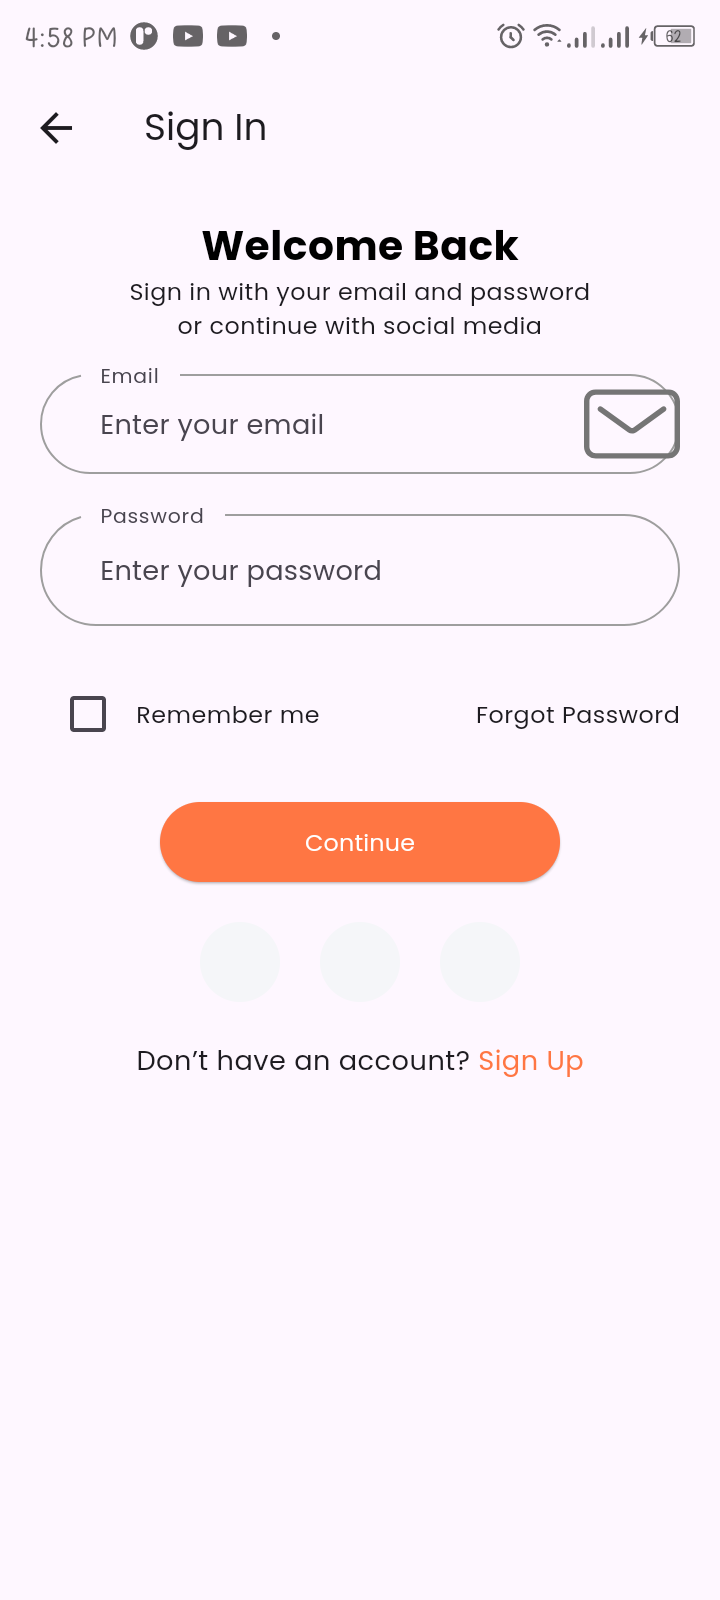 4:58 PM
62
Sign In
Welcome Back
Sign in with your email and password
or continue with social media
Email
Enter your email
Password
Enter your password
Remember me
Forgot Password
Continue
Don’t have an account? Sign Up